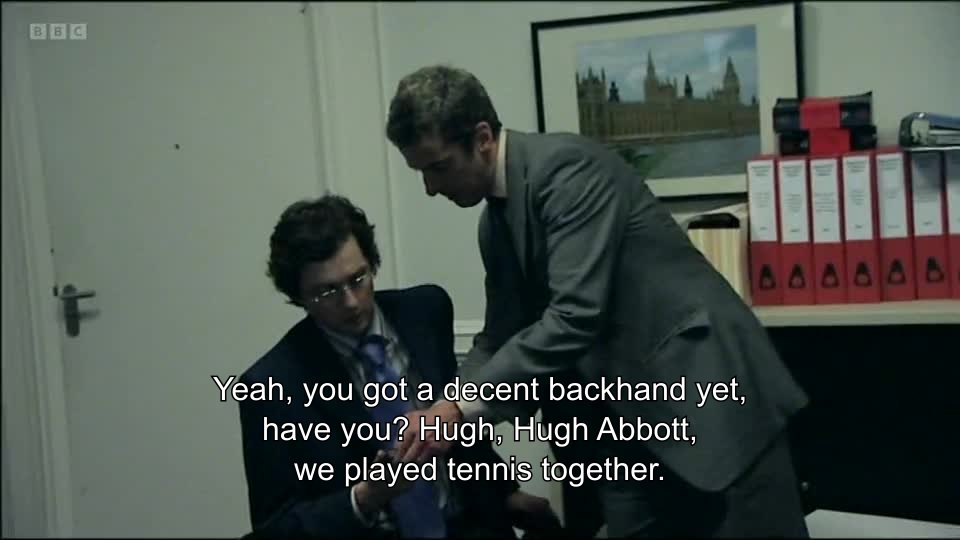 BBC
Yeah, you got a decent backhand yet,
have you? Hugh, Hugh Abbott,
we played tennis together.